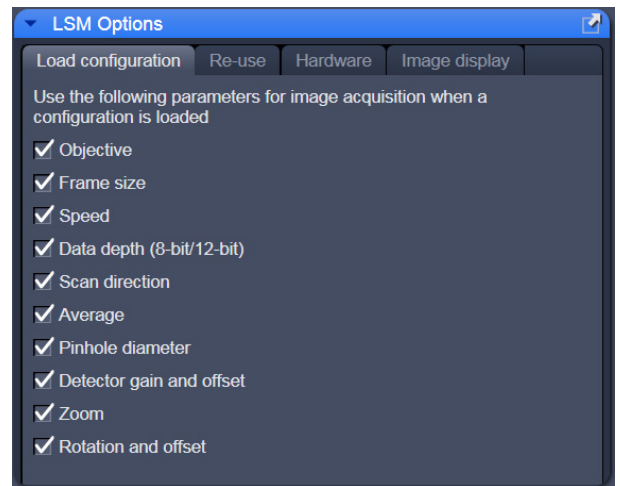 LSM Options
Load configuration Re-use Hardware Image display
Use the following parameters for image acquisition when a
configuration is loaded
Objective
Frame size
Speed
Data depth (8-bit/12-bit)
Scan direction
Average
Pinhole diameter
Detector gain and offset
Zoom
Rotation and offset